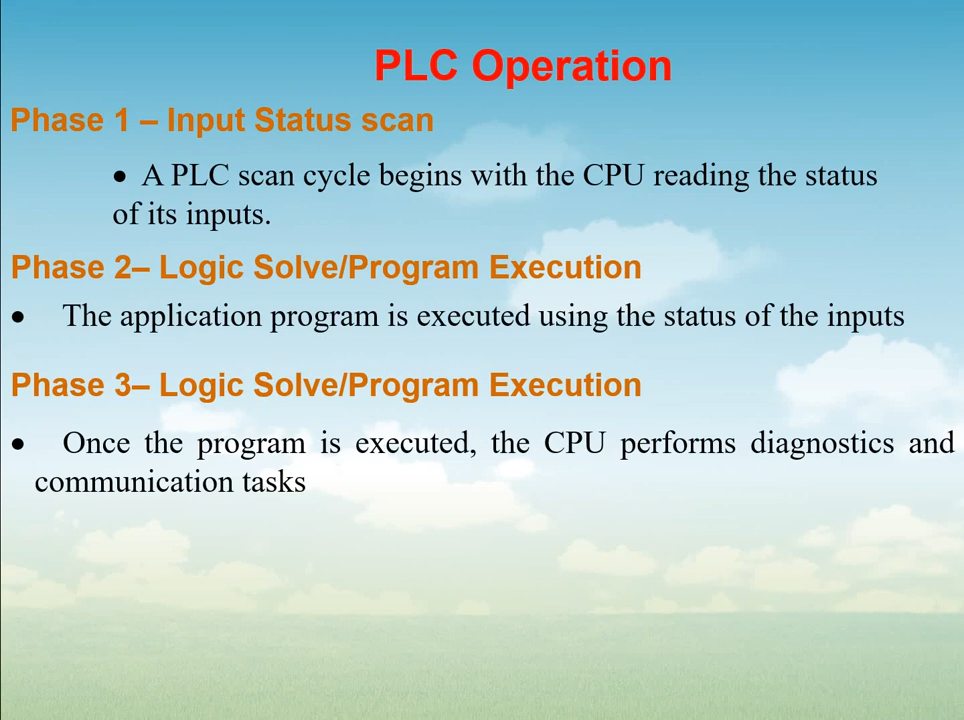 PLC Operation
Phase 1 – Input Status scan
• A PLC scan cycle begins with the CPU reading the status
of its inputs.
Phase 2– Logic Solve/Program Execution
• The application program is executed using the status of the inputs
Phase 3– Logic Solve/Program Execution
• Once the program is executed, the CPU performs diagnostics and
communication tasks